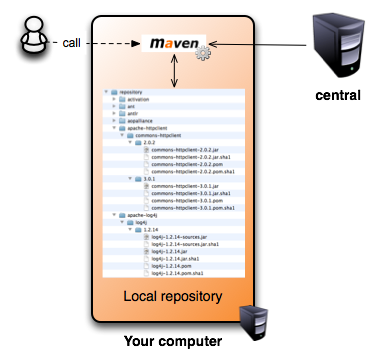 call
maven
central
repository
activation
ant
antlr
aopalliance
apache-httpclient
commons-httpclient
2.0.2
commons-httpclient-2.0.2.jar
commons-httpclient-2.0.2.jar.sha1
commons-httpclient-2.0.2.pom
commons-httpclient-2.0.2.pom.sha1
3.0.1
commons-httpclient-3.0.1.jar
commons-httpclient-3.0.1.jar.sha1
commons-httpclient-3.0.1.pom
commons-httpclient-3.0.1.pom.sha1
apache-log4j
log4j
1.2.14
log4j-1.2.14-sources.jar
log4j-1.2.14-sources.jar.sha1
log4j-1.2.14.jar
log4j-1.2.14.jar.sha1
log4j-1.2.14.pom
log4j-1.2.14.pom.sha1
Local repository
Your computer